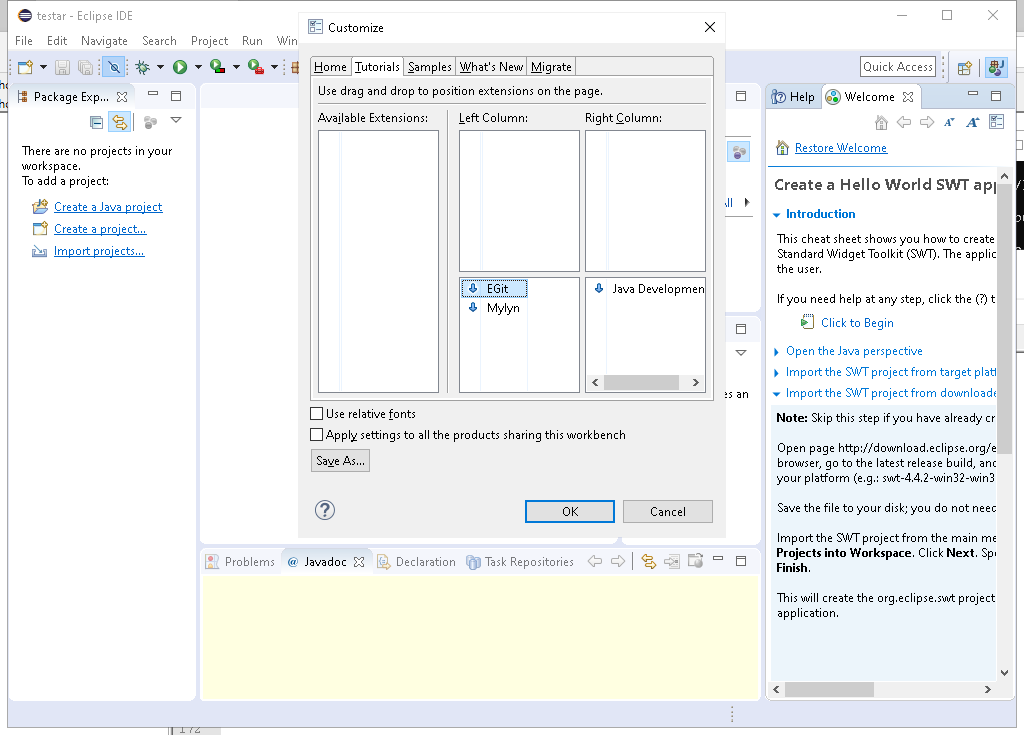 testar - Eclipse IDE
File Edit Navigate Search Project Run Win
Quick Access
Package Exp...
There are no projects in your
workspace.
To add a project:
Create a Java project
Create a project...
Import projects...
Customize
Home Tutorials Samples What's New Migrate
Use drag and drop to position extensions on the page.
Available Extensions:
Left Column:
Right Column:
EGit
Mylyn
Java Developmen
Use relative fonts
Apply settings to all the products sharing this workbench
Save As...
OK
Cancel
Help Welcome
Restore Welcome
Create a Hello World SWT app
Introduction
This cheat sheet shows you how to create
Standard Widget Toolkit (SWT). The applic
the user.
If you need help at any step, click the (?) t
Click to Begin
Open the Java perspective
Import the SWT project from target platf
Import the SWT project from downloade
Note: Skip this step if you have already cr
Open page http://download.eclipse.org/e
browser, go to the latest release build, and
your platform (e.g.: swt-4.4.2-win32-win3
Save the file to your disk; you do not need
Import the SWT project from the main me
Projects into Workspace. Click Next. Spe
Finish.
This will create the org.eclipse.swt project
application.
es an
Problems @ Javadoc Declaration Task Repositories
172